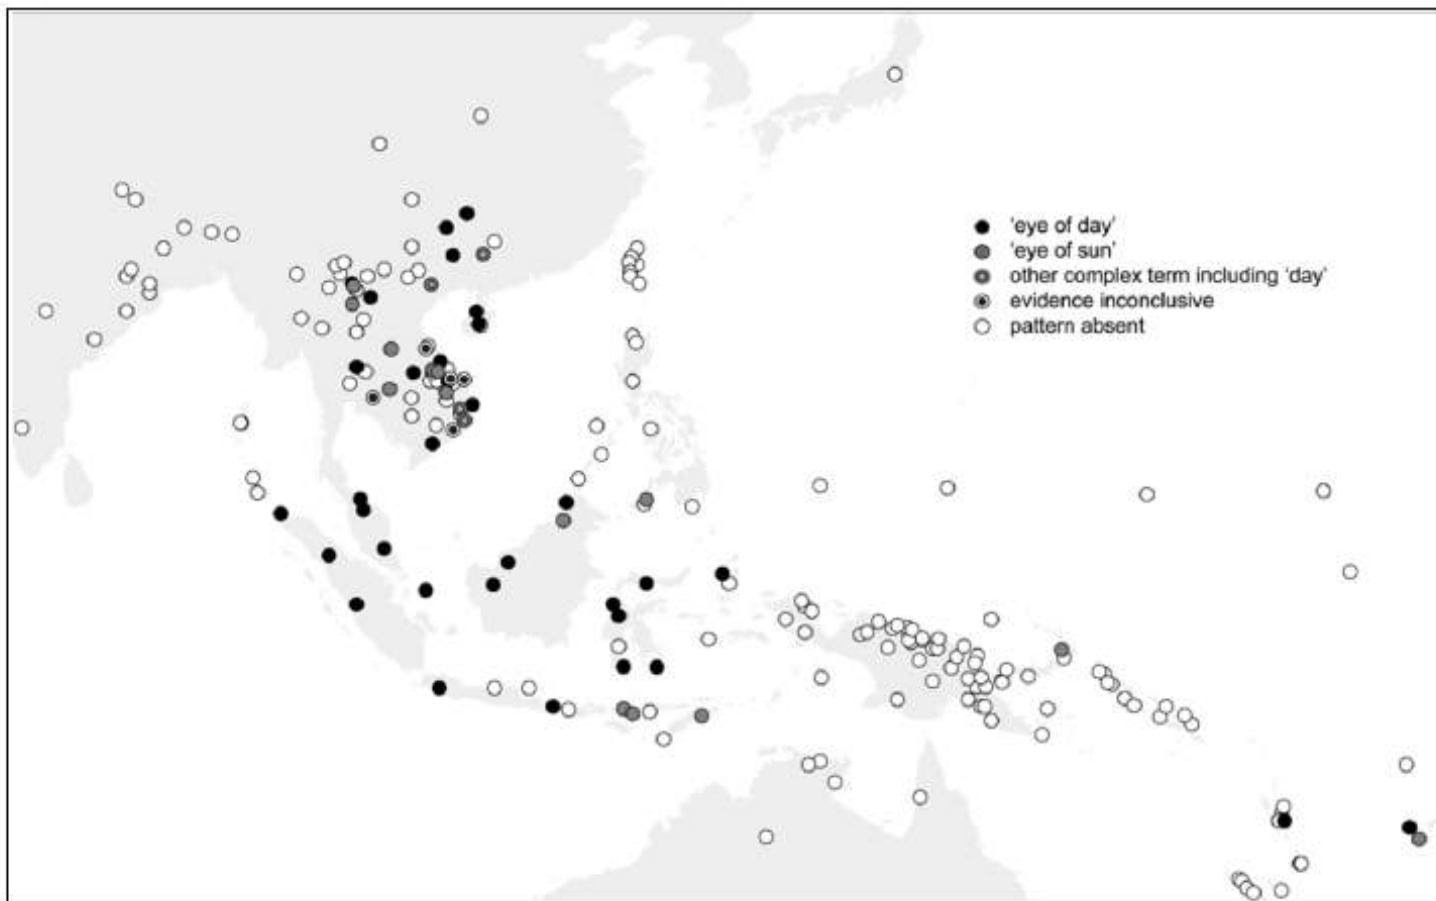 'eye of day'
'eye of sun'
other complex term including 'day'
evidence inconclusive
pattern absent